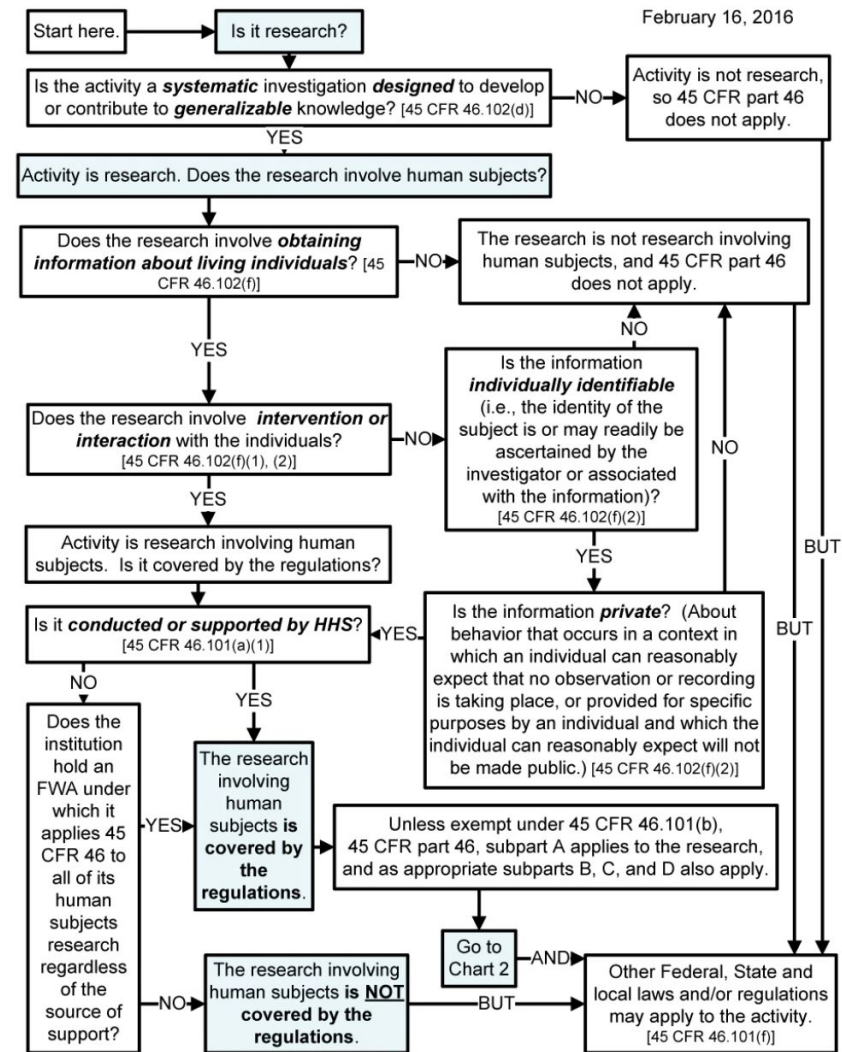 February 16, 2016
Start here.
Is it research?
Is the activity a systematic investigation designed to develop
or contribute to generalizable knowledge? [45 CFR 46.102(d)]
NO
Activity is not research,
so 45 CFR part 46
does not apply.
YES
Activity is research. Does the research involve human subjects?
Does the research involve obtaining
information about living individuals? [45
CFR 46.102(f)]
NO
The research is not research involving
human subjects, and 45 CFR part 46
does not apply.
YES
NO
Is the information
individually identifiable
(i.e., the identity of the
subject is or may readily be
ascertained by the
investigator or associated
with the information)?
[45 CFR 46.102(f)(2)]
Does the research involve intervention or
interaction with the individuals?
[45 CFR 46.102(f)(1), (2)]
NO
NO
YES
YES
BUT
Activity is research involving human
subjects. Is it covered by the regulations?
Is it conducted or supported by HHS?
[45 CFR 46.101(a)(1)]
YES
Is the information private? (About
behavior that occurs in a context in
which an individual can reasonably
expect that no observation or recording
is taking place, or provided for specific
purposes by an individual and which the
individual can reasonably expect will not
be made public.) [45 CFR 46.102(f)(2)]
BUT
NO
YES
Does the
institution
hold an
FWA under
which it
applies 45
CFR 46 to
all of its
human
subjects
research
regardless
of the
source of
support?
YES
The research
involving
human
subjects is
covered by
the
regulations.
Unless exempt under 45 CFR 46.101(b),
45 CFR part 46, subpart A applies to the research,
and as appropriate subparts B, C, and D also apply.
Go to
Chart 2
AND
NO
The research involving
human subjects is NOT
covered by the
regulations.
BUT
Other Federal, State and
local laws and/or regulations
may apply to the activity.
[45 CFR 46.101(f)]